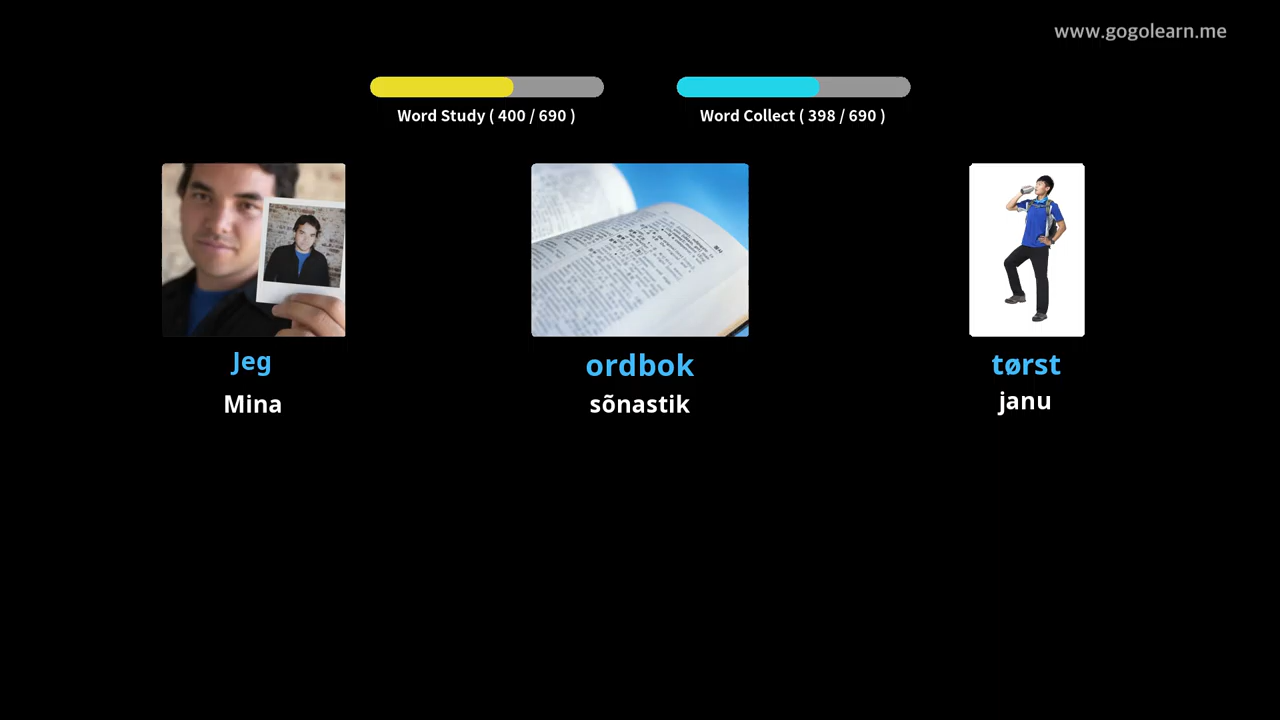 www.gogolearn.me
Word Study ( 400 / 690 )
Word Collect ( 398 / 690 )
Jeg
ordbok
tørst
Mina
sõnastik
janu